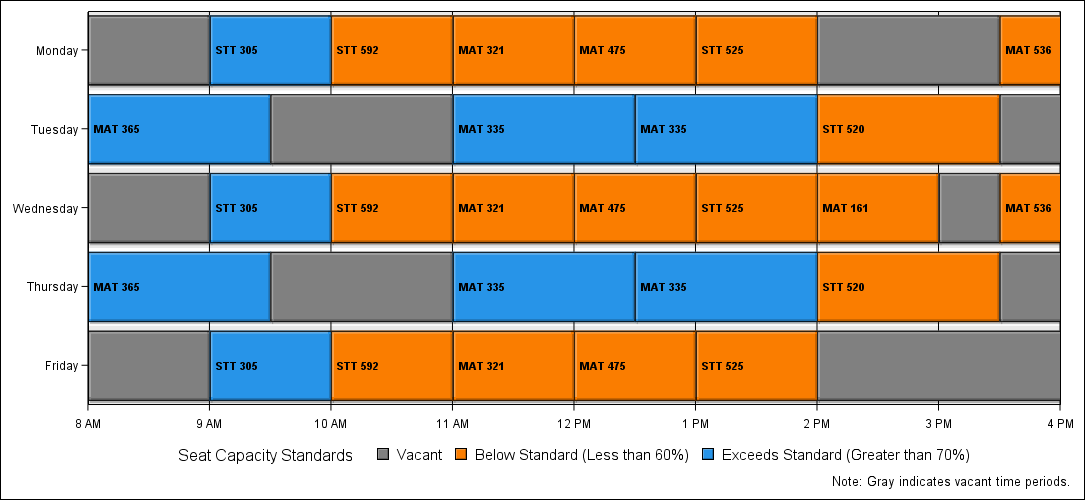 Monday STT 305 STT 592 MAT 321 MAT 475 STT 525 MAT 536
Tuesday MAT 365 MAT 335 MAT 335 STT 520
Wednesday STT 305 STT 592 MAT 321 MAT 475 STT 525 MAT 161 MAT 536
Thursday MAT 365 MAT 335 MAT 335 STT 520
Friday STT 305 STT 592 MAT 321 MAT 475 STT 525
8 AM 9 AM 10 AM 11 AM 12 PM 1 PM 2 PM 3 PM 4 PM
Seat Capacity Standards Vacant Below Standard (Less than 60%) Exceeds Standard (Greater than 70%)
Note: Gray indicates vacant time periods.